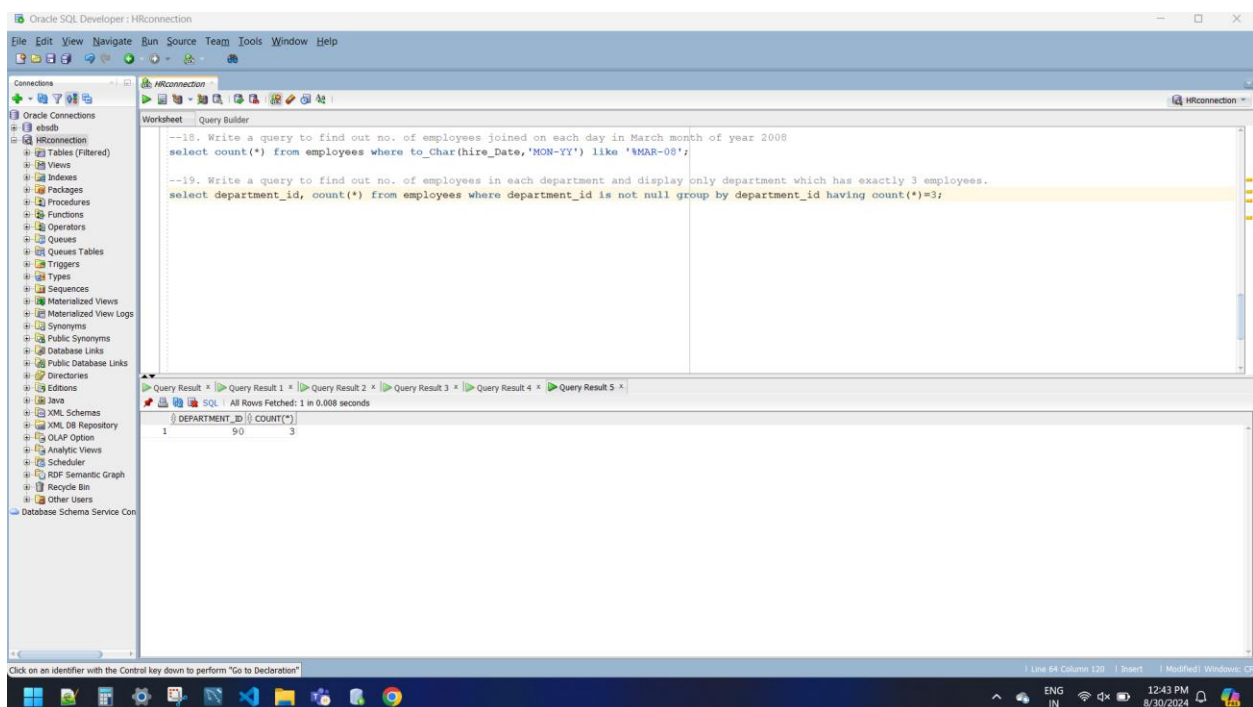 Oracle SQL Developer : HRconnection
File Edit View Navigate Run Source Team Tools Window Help
Connections
HRconnection
HRconnection
Oracle Connections
ebsdb
HRconnection
Tables (Filtered)
Views
Indexes
Packages
Procedures
Functions
Operators
Queues
Queues Tables
Triggers
Types
Sequences
Materialized Views
Materialized View Logs
Synonyms
Public Synonyms
Database Links
Public Database Links
Directories
Editions
Java
XML Schemas
XML DB Repository
OLAP Option
Analytic Views
Scheduler
RDF Semantic Graph
Recycle Bin
Other Users
Database Schema Service Con
Worksheet Query Builder
--18. Write a query to find out no. of employees joined on each day in March month of year 2008
select count(*) from employees where to_Char(hire_Date,'MON-YY') like '%MAR-08';
--19. Write a query to find out no. of employees in each department and display only department which has exactly 3 employees.
select department_id, count(*) from employees where department_id is not null group by department_id having count(*)=3;
Query Result × Query Result 1 × Query Result 2 × Query Result 3 × Query Result 4 × Query Result 5 ×
SQL | All Rows Fetched: 1 in 0.008 seconds
DEPARTMENT_ID COUNT(*)
1 90 3
Click on an identifier with the Control key down to perform "Go to Declaration"
Line 64 Column 120 | Insert | Modified | Windows: CR
ENG
IN
12:43 PM
8/30/2024